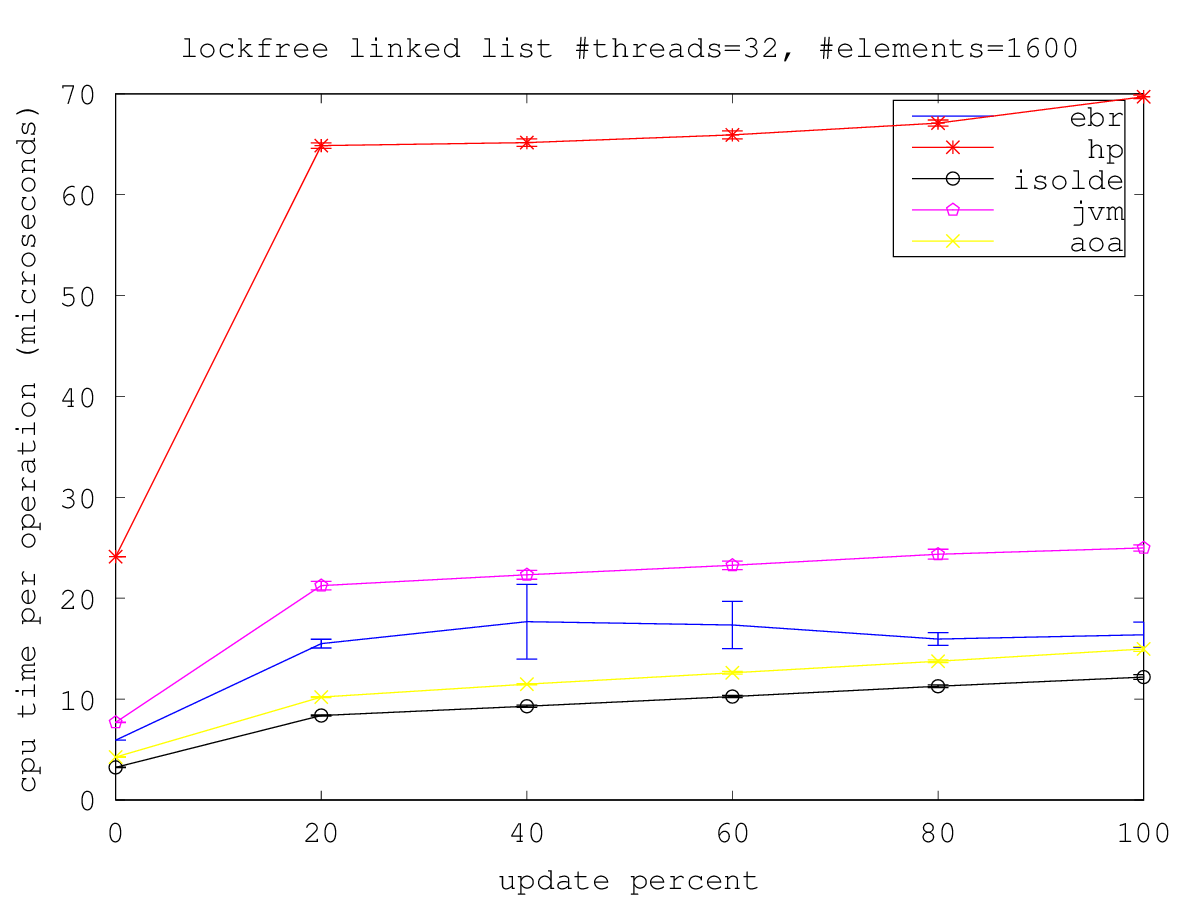 lockfree linked list #threads=32, #elements=1600
cpu time per operation (microseconds)
70
60
50
40
30
20
10
0
ebr
hp
isolde
jvm
aoa
0 20 40 60 80 100
update percent